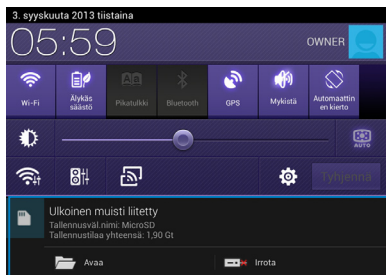 3. syyskuuta 2013 tiistaina
05:59
OWNER
Wi-Fi
Älykäs säästö
Pikatulkki
Bluetooth
GPS
Mykistä
Automaattin en kierto
AUTO
Tyhjennä
Ulkoinen muisti liitetty
Tallennusväl.nimi: MicroSD
Tallennustilaa yhteensä: 1,90 Gt
Avaa
Irrota